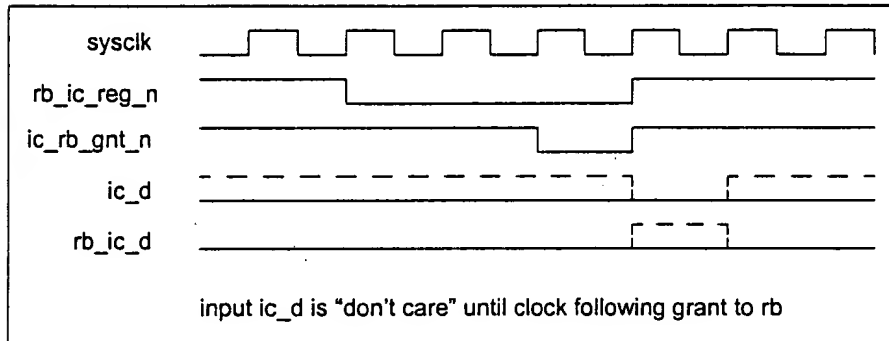 sysclk
rb_ic_reg_n
ic_rb_gnt_n
ic_d
rb_ic_d
input ic_d is "don't care" until clock following grant to rb